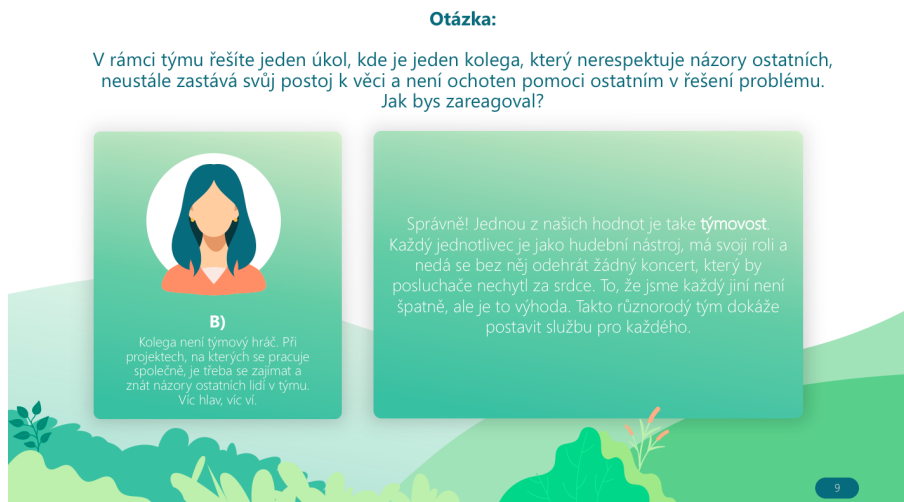 Otázka:
V rámci týmu řešíte jeden úkol, kde je jeden kolega, který nerespektuje názory ostatních,
neustále zastává svůj postoj k věci a není ochoten pomoci ostatním v řešení problému.
Jak bys zareagoval?
B)
Kolega není týmový hráč. Při
projektech, na kterých se pracuje
společně, je třeba se zajímat a
znát názory ostatních lidí v týmu.
Víc hlav, víc ví.
Správně! Jednou z našich hodnot je take týmovost.
Každý jednotlivec je jako hudební nástroj, má svoji roli a
nedá se bez něj odehrát žádný koncert, který by
posluchače nechytl za srdce. To, že jsme každý jiní není
špatně, ale je to výhoda. Takto různorodý tým dokáže
postavit službu pro každého.
9